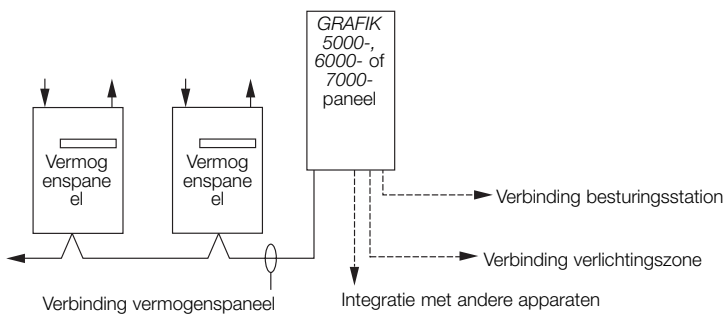 GRAFIK
5000-,
6000- of
7000-
paneel
Vermog
enspane
el
Vermog
enspane
el
Verbinding besturingsstation
Verbinding verlichtingszone
Verbinding vermogenspaneel
Integratie met andere apparaten